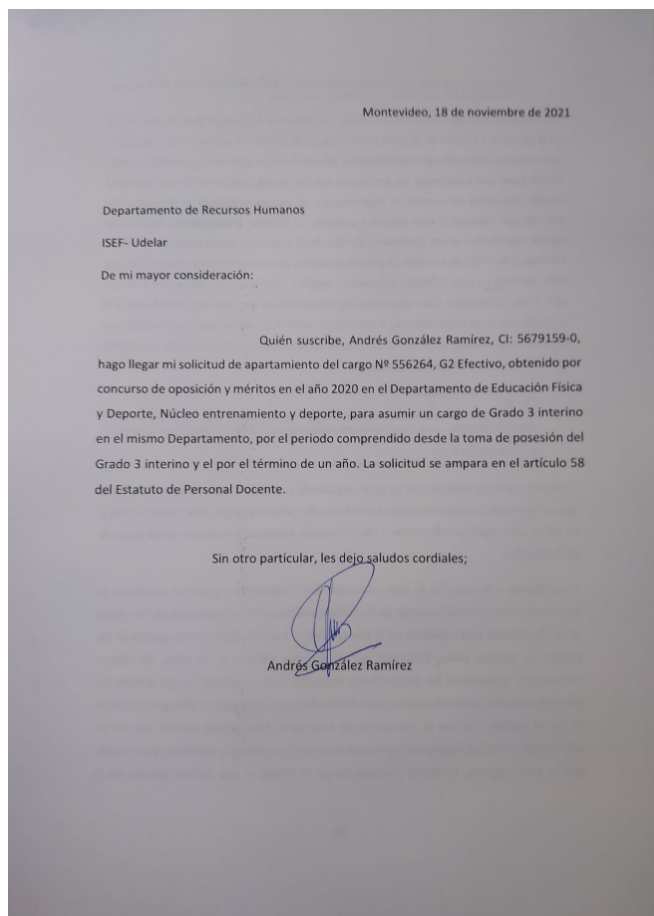 Montevideo, 18 de noviembre de 2021
Departamento de Recursos Humanos
ISEF- Udelar
De mi mayor consideración:
Quién suscribe, Andrés González Ramírez, CI: 5679159-0,
hago llegar mi solicitud de apartamiento del cargo Nº 556264, G2 Efectivo, obtenido por
concurso de oposición y méritos en el año 2020 en el Departamento de Educación Física
y Deporte, Núcleo entrenamiento y deporte, para asumir un cargo de Grado 3 interino
en el mismo Departamento, por el periodo comprendido desde la toma de posesión del
Grado 3 interino y el por el término de un año. La solicitud se ampara en el artículo 58
del Estatuto de Personal Docente.
Sin otro particular, les dejo saludos cordiales;
Andrés González Ramírez